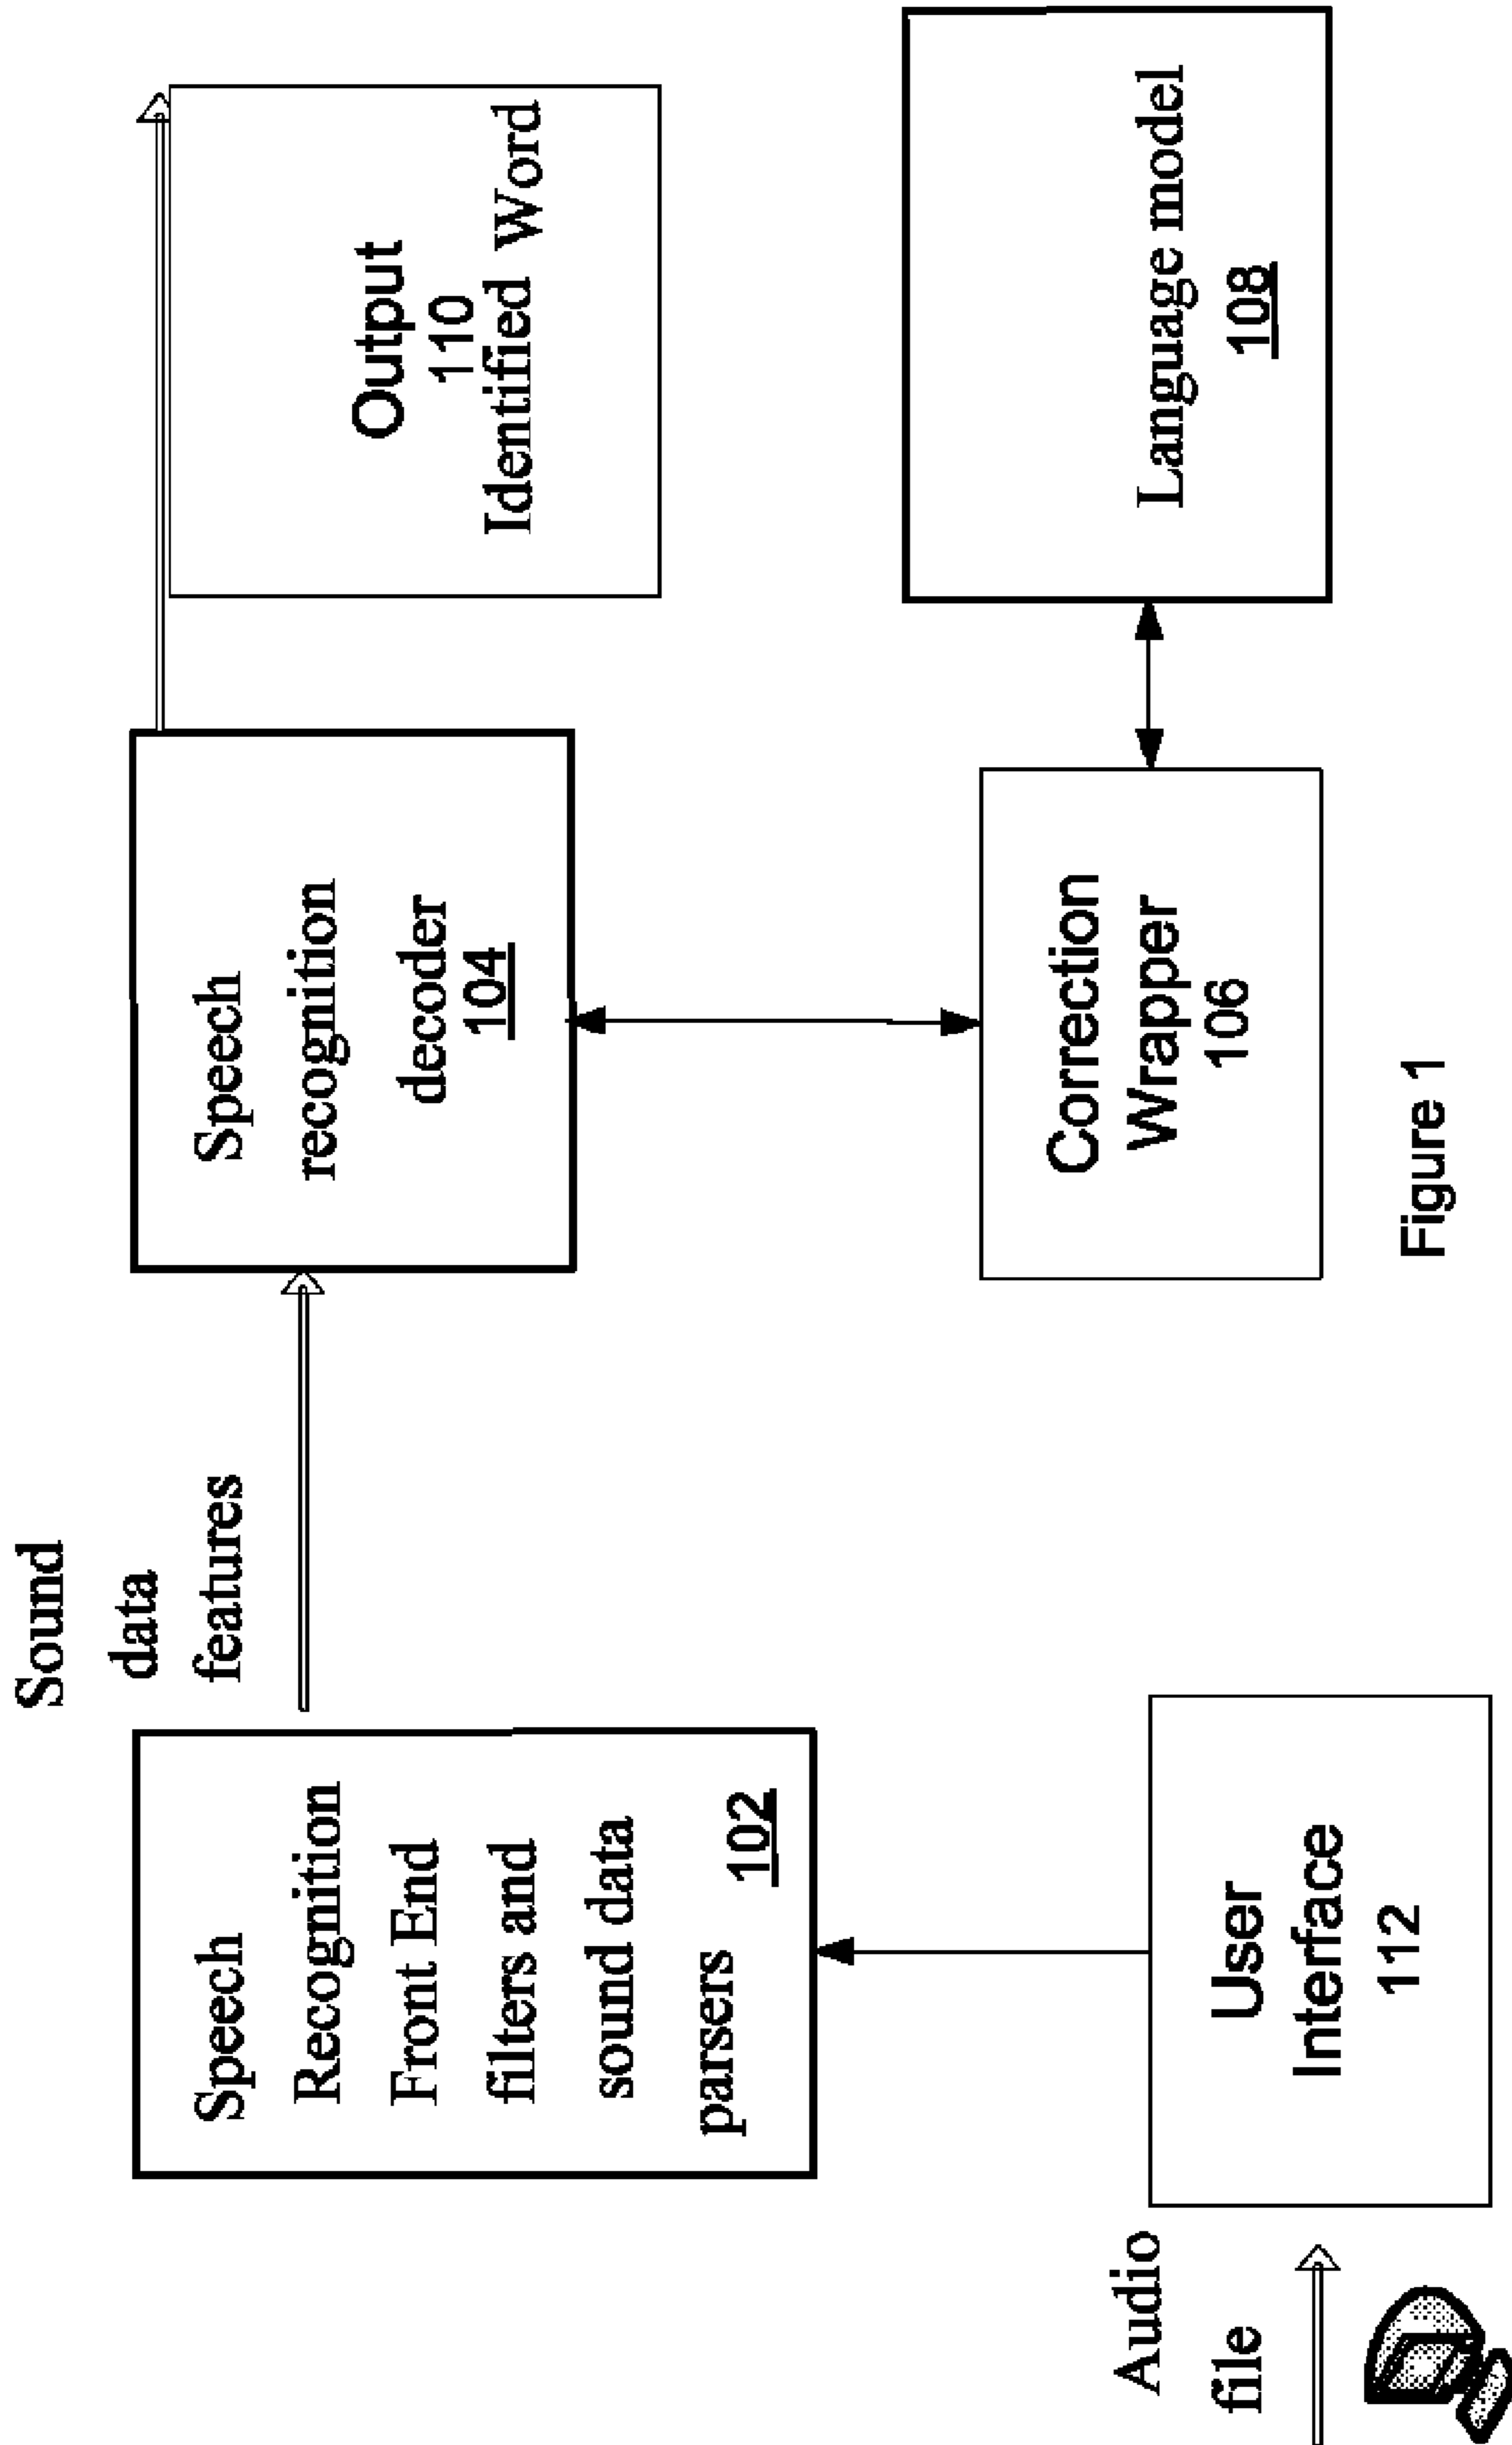 Sound
data
features
Speech
Recognition
Front End
filters and
sound data
parsers
102
Speech
recognition
decoder
104
Output
110
Identified Word
Audio
file
User
Interface
112
Correction
Wrapper
106
Language model
108
Figure 1